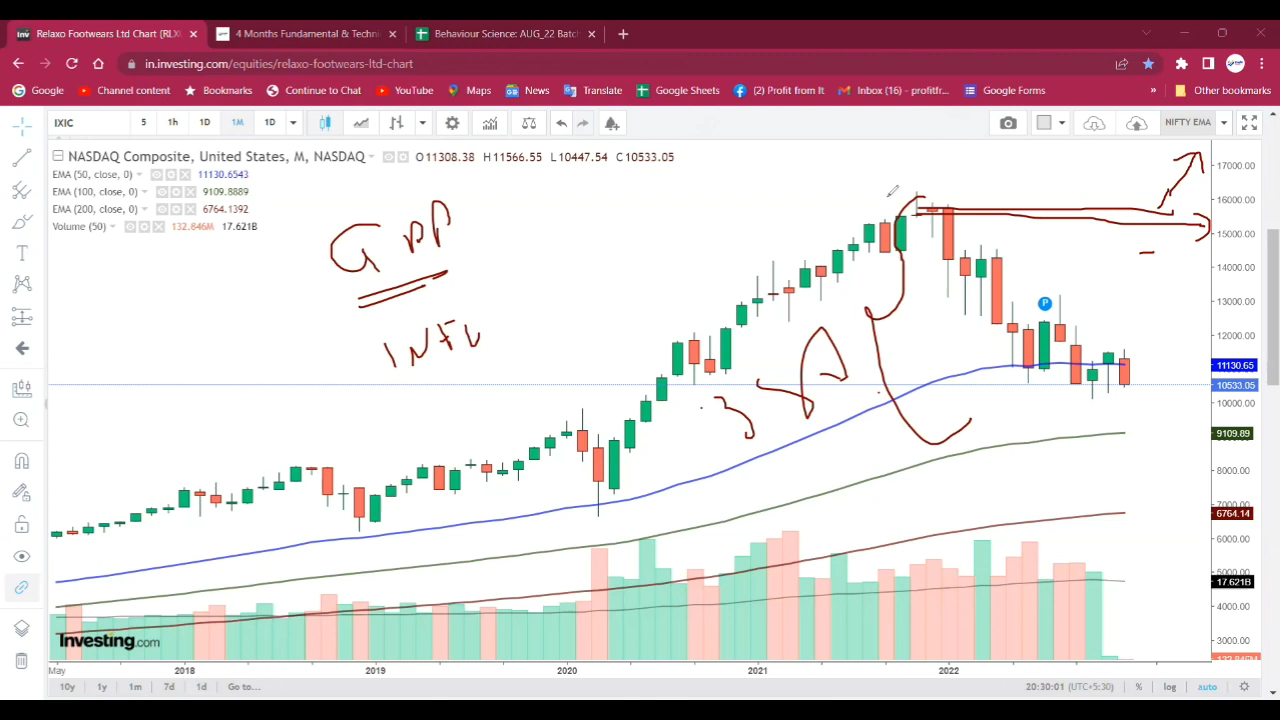 Relaxo Footwears Ltd Chart (RLX
4 Months Fundamental & Techni
Behaviour Science: AUG_22 Batch
in.investing.com/equities/relaxo-footwears-ltd-chart
Google Channel content Bookmarks Continue to Chat YouTube Maps News Translate Google Sheets (2) Profit from It Inbox (16) - profitfr... Google Forms » Other bookmarks
IXIC 5 1h 1D 1M 1D NIFTY EMA
NASDAQ Composite, United States, M, NASDAQ O11308.38 H11566.55 L10447.54 C10533.05
EMA (50, close, 0) 11130.6543
EMA (100, close, 0) 9109.8889
EMA (200, close, 0) 6764.1392
Volume (50) 132.846M 17.621B
INFL
P
17000.00
16000.00
15000.00
14000.00
13000.00
12000.00
11130.65
10533.05
10000.00
9109.89
8000.00
7000.00
6764.14
5000.00
17.621B
4000.00
3000.00
132.846M
Investing.com
May 2018 2019 2020 2021 2022
10y 1y 1m 7d 1d Go to... 20:30:01 (UTC+5:30) % log auto